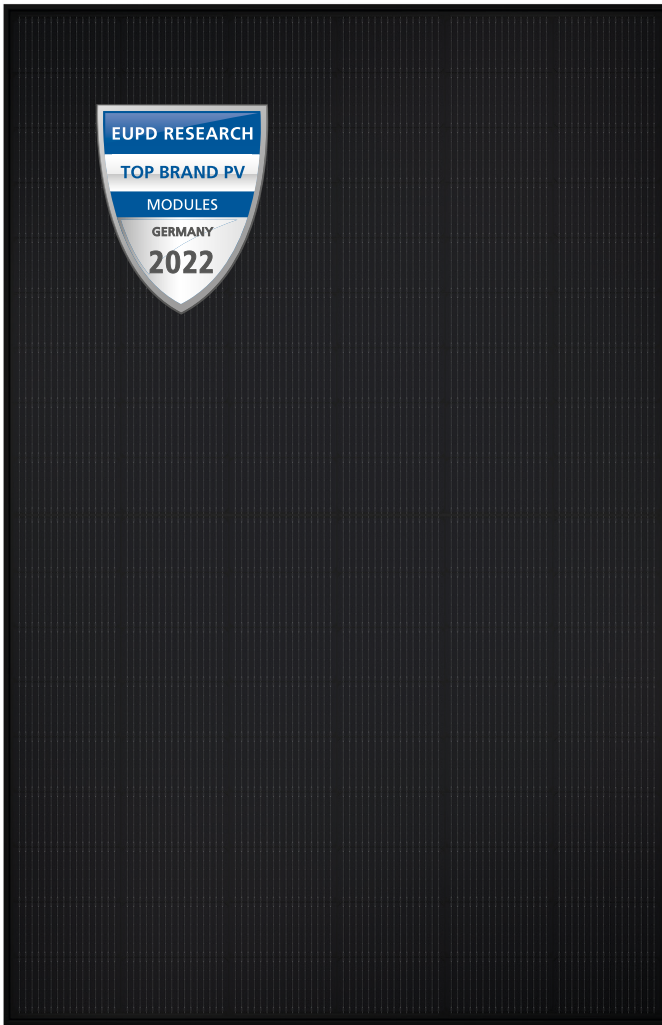 EUPD RESEARCH
TOP BRAND PV
MODULES
GERMANY
2022